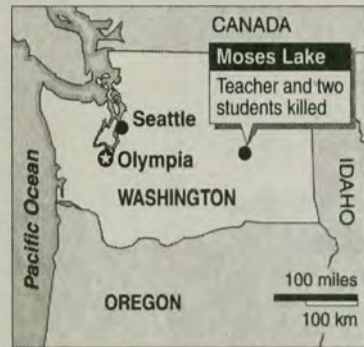 CANADA
Moses Lake
Teacher and two
students killed
Seattle
Olympia
WASHINGTON
IDAHO
Pacific Ocean
OREGON
100 miles
100 km